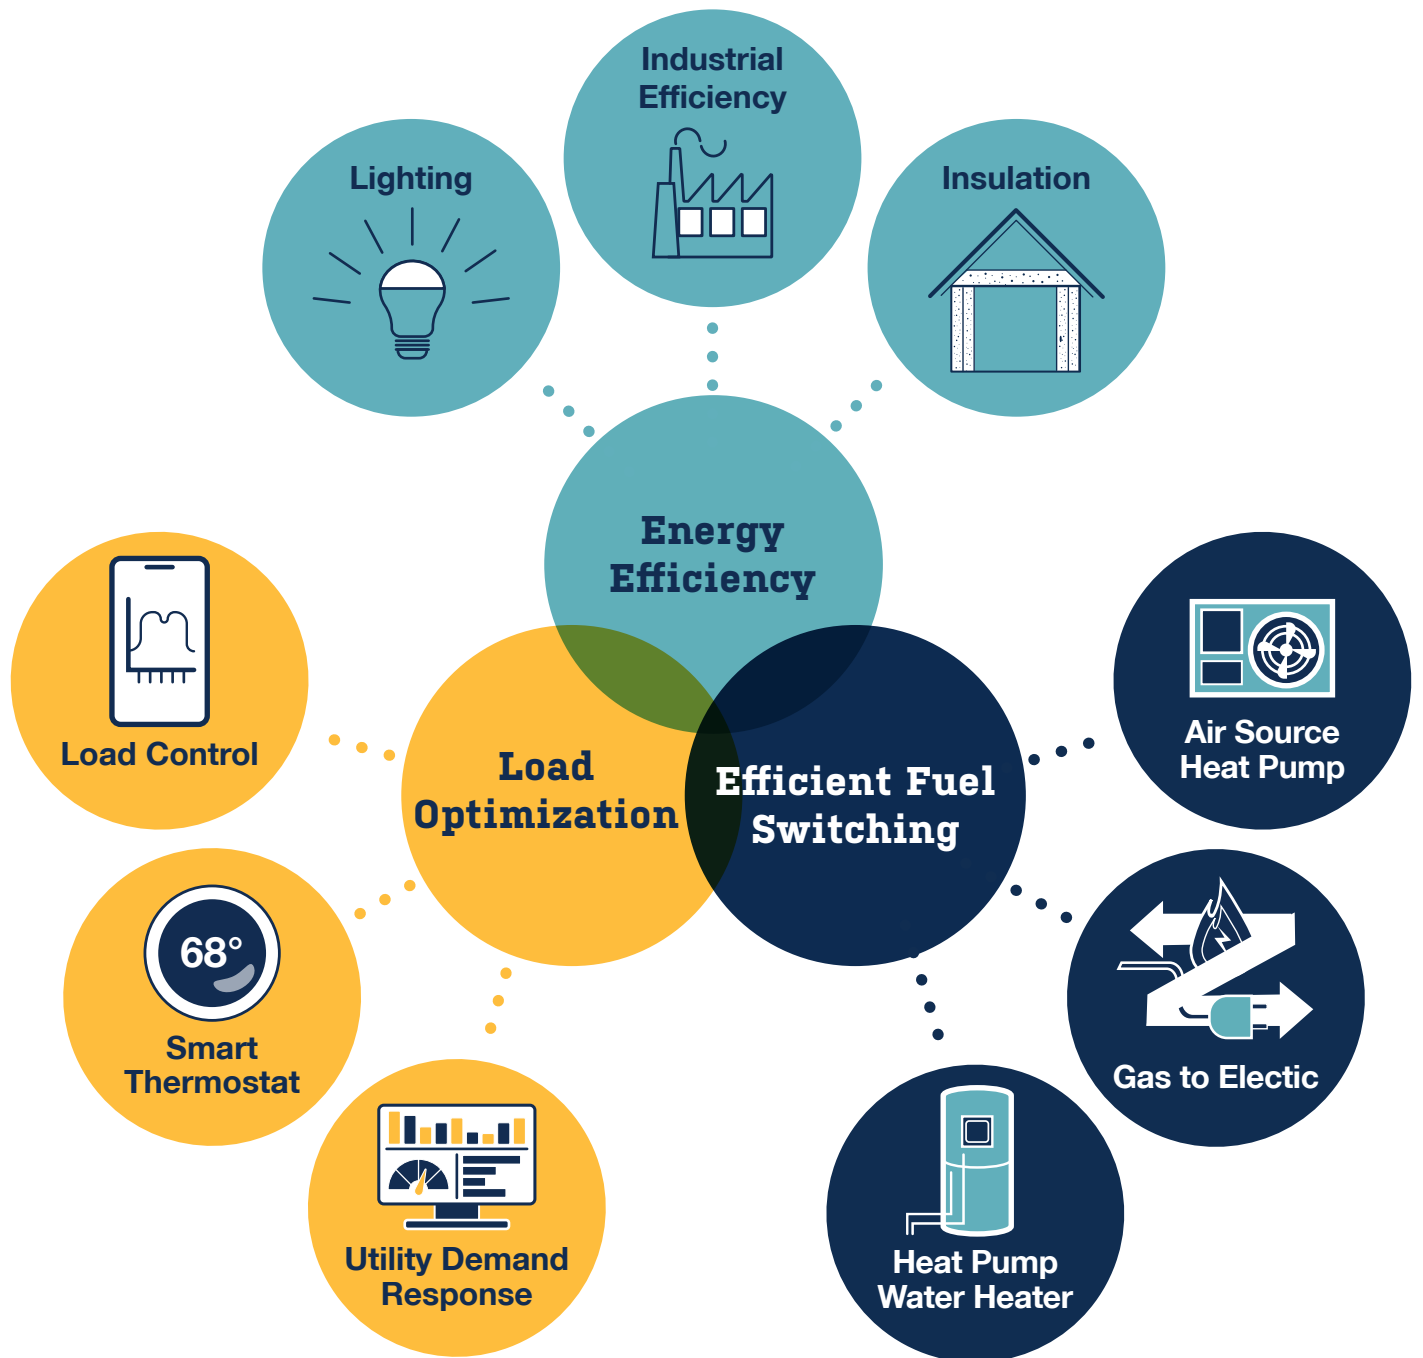 Industrial
Efficiency
Lighting
Insulation
Energy
Efficiency
Load Control
Air Source
Heat Pump
Load
Optimization
Efficient Fuel
Switching
68°
Smart
Thermostat
Gas to Electic
Utility Demand
Response
Heat Pump
Water Heater